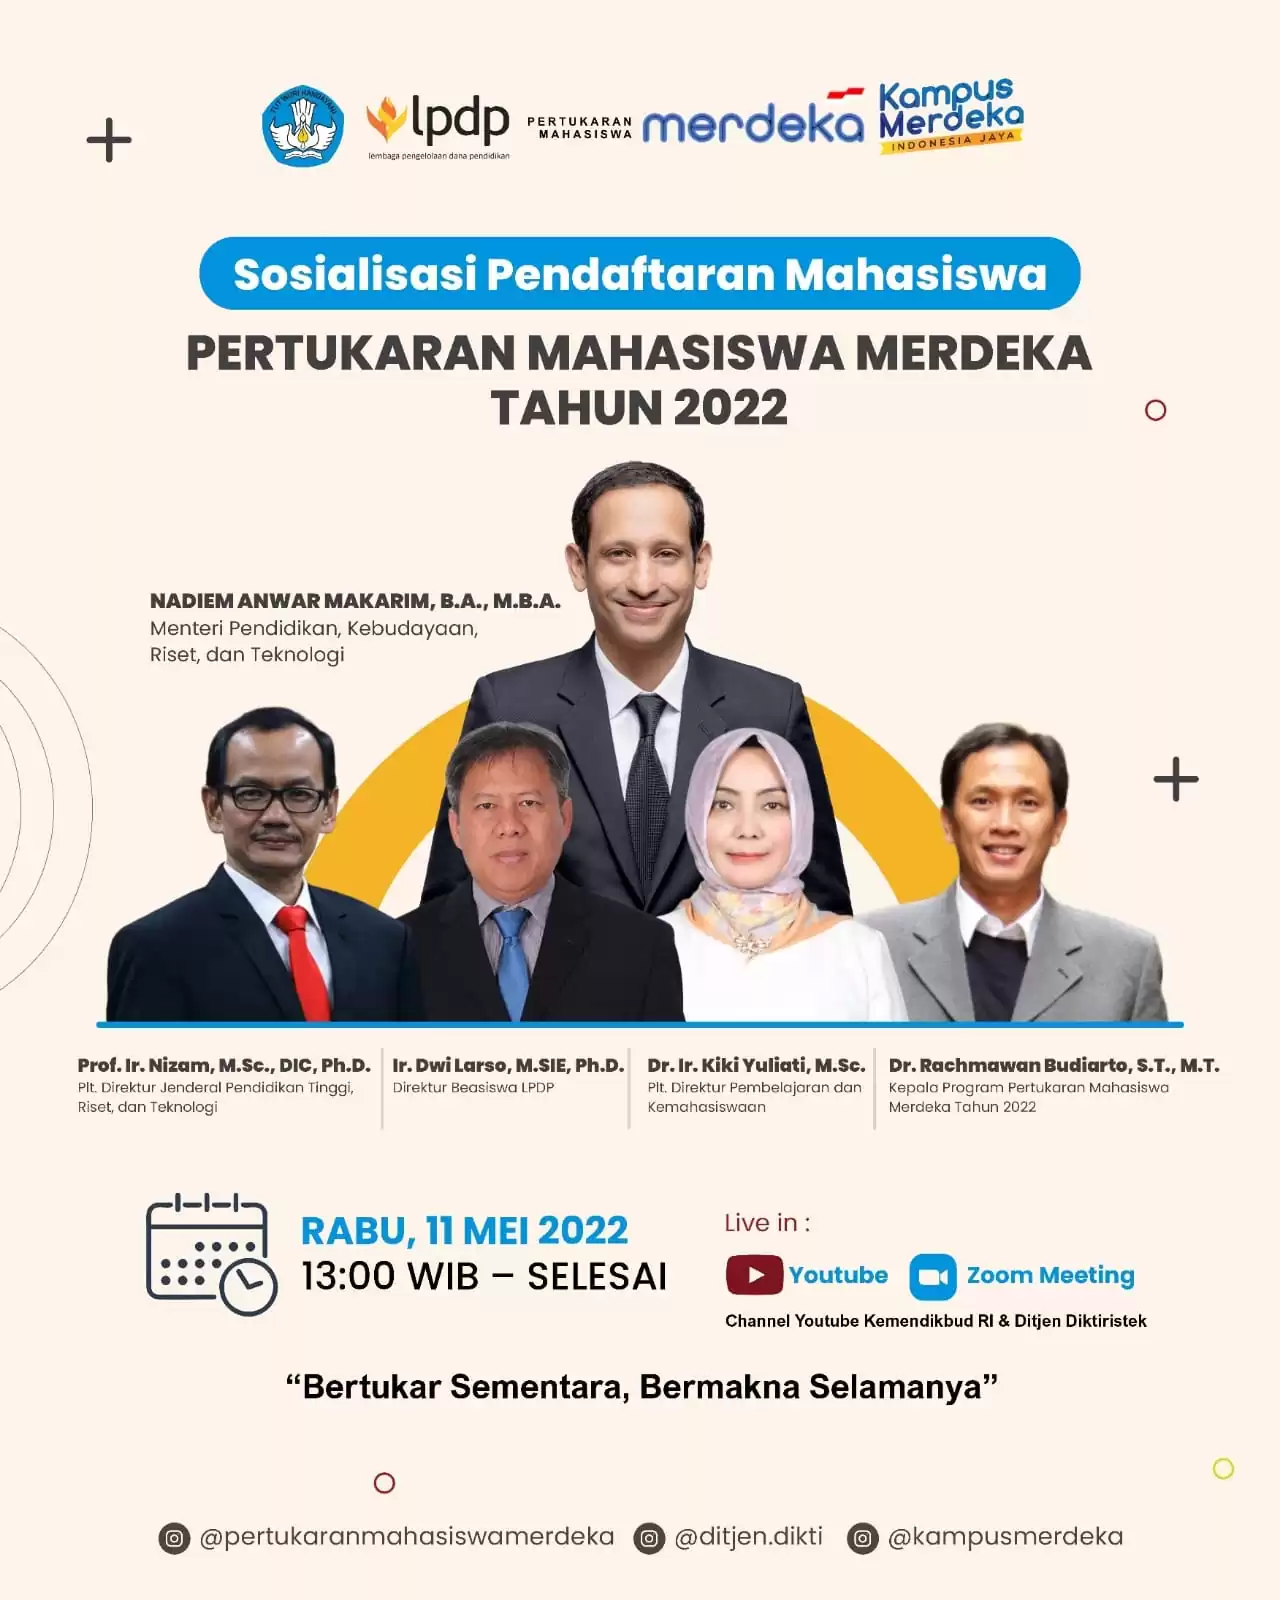 TUT WURI HANDAYANI
lpdp
lembaga pengelolaan dana pendidikan
PERTUKARAN
MAHASISWA
merdeka
Kampus
Merdeka
INDONESIA JAYA
Sosialisasi Pendaftaran Mahasiswa
PERTUKARAN MAHASISWA MERDEKA
TAHUN 2022
NADIEM ANWAR MAKARIM, B.A., M.B.A.
Menteri Pendidikan, Kebudayaan,
Riset, dan Teknologi
Prof. Ir. Nizam, M.Sc., DIC, Ph.D.
Plt. Direktur Jenderal Pendidikan Tinggi,
Riset, dan Teknologi
Ir. Dwi Larso, M.SIE, Ph.D.
Direktur Beasiswa LPDP
Dr. Ir. Kiki Yuliati, M.Sc.
Plt. Direktur Pembelajaran dan
Kemahasiswaan
Dr. Rachmawan Budiarto, S.T., M.T.
Kepala Program Pertukaran Mahasiswa
Merdeka Tahun 2022
RABU, 11 MEI 2022
13:00 WIB – SELESAI
Live in :
Youtube
Zoom Meeting
Channel Youtube Kemendikbud RI & Ditjen Diktiristek
“Bertukar Sementara, Bermakna Selamanya”
@pertukaranmahasiswamerdeka
@ditjen.dikti
@kampusmerdeka